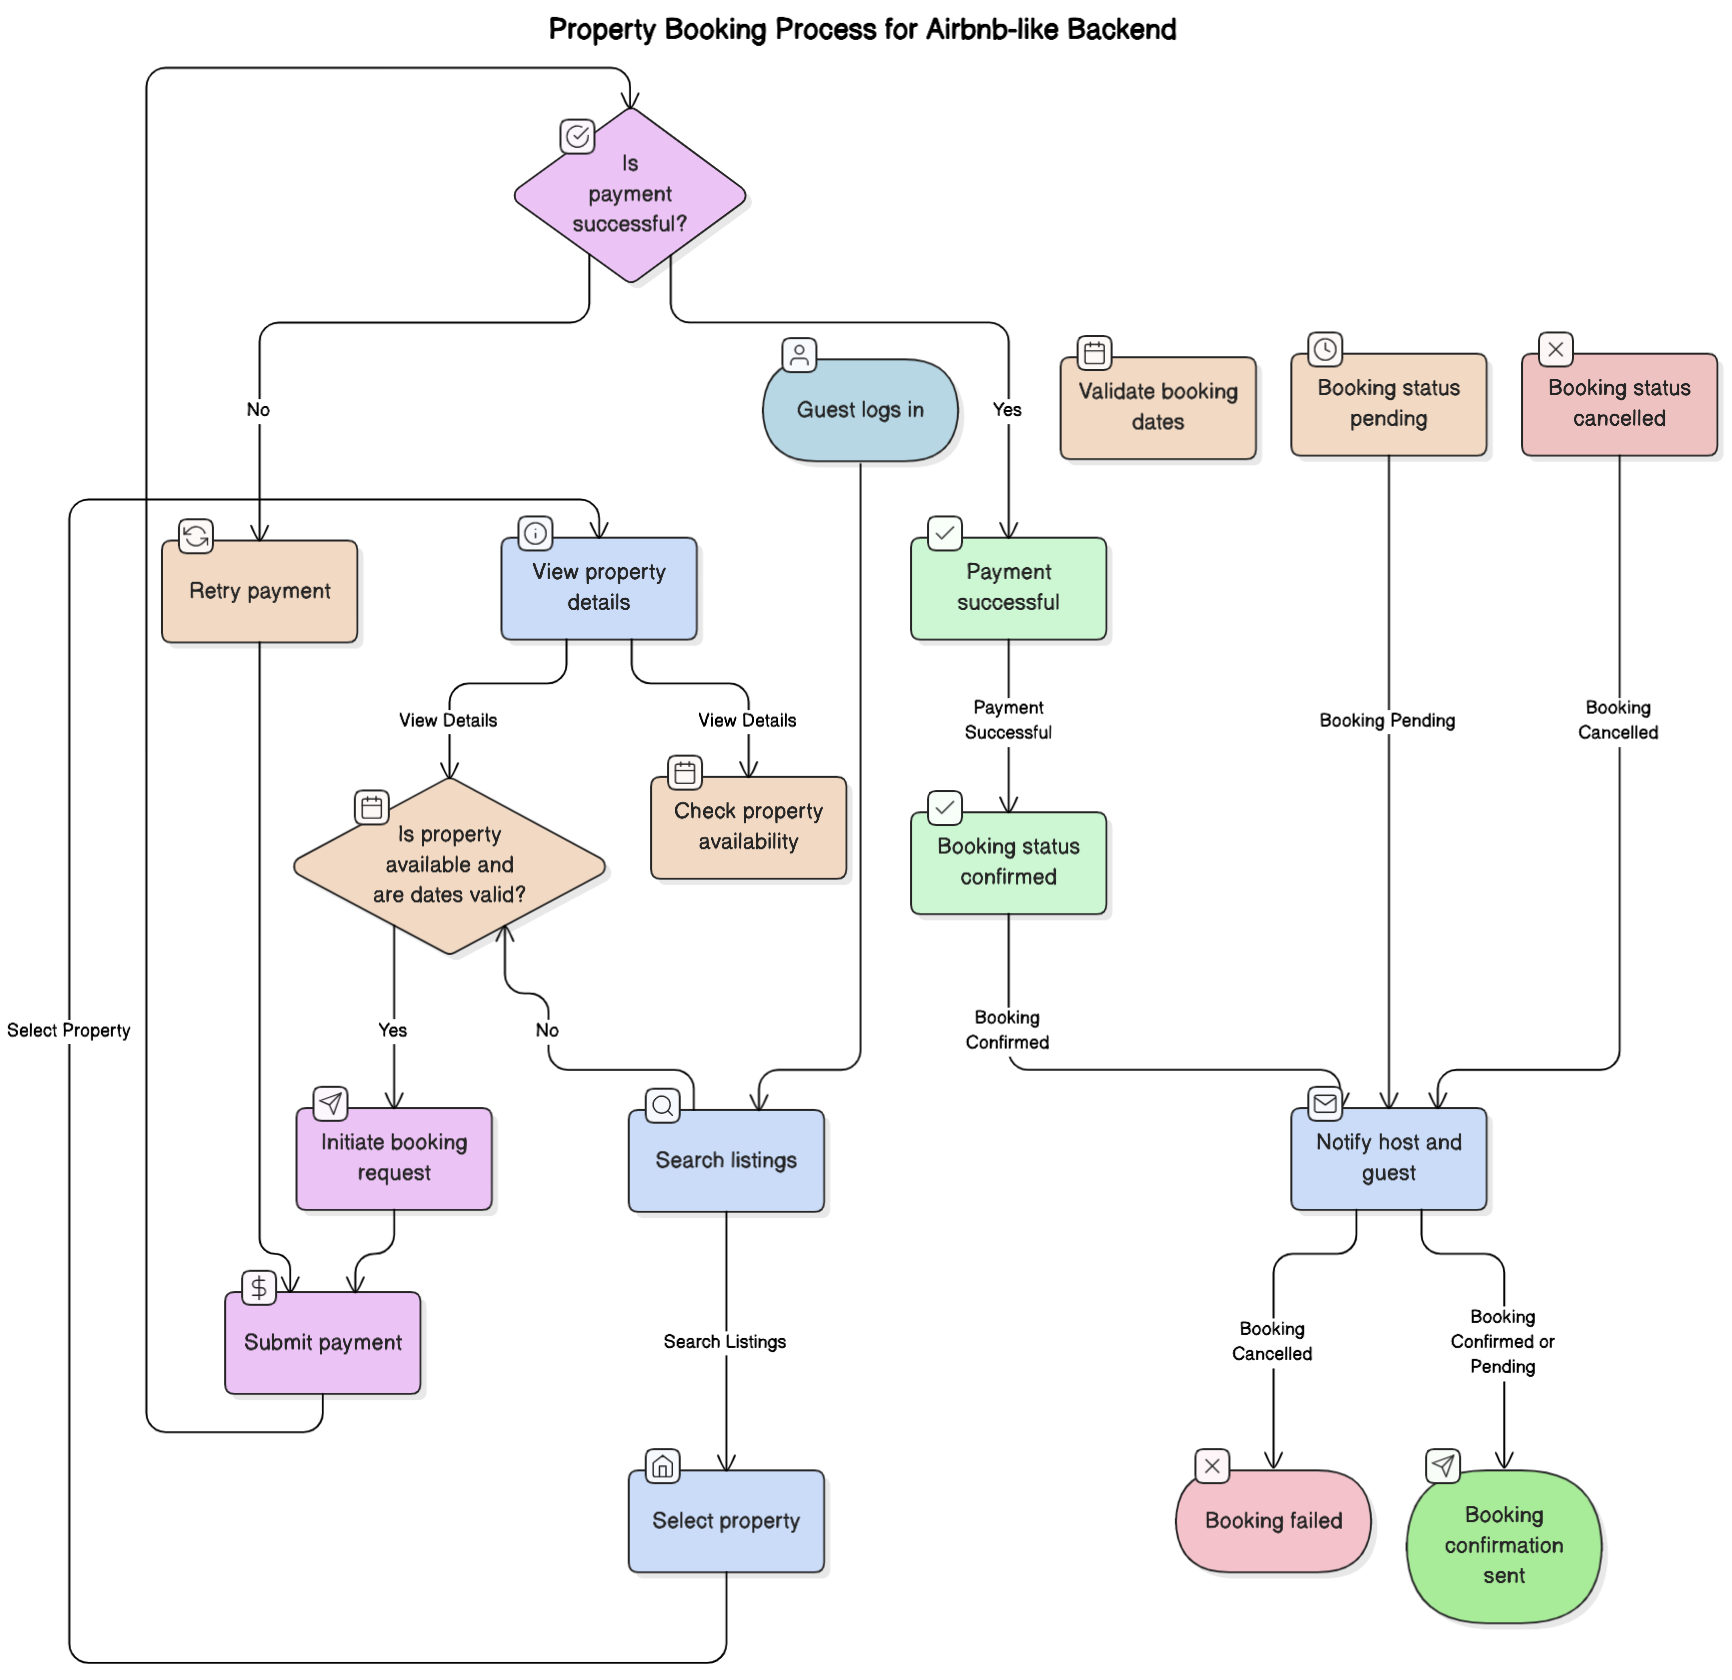 Property Booking Process for Airbnb-like Backend
Is
payment
successful?
No
Guest logs in
Yes
Validate booking
dates
Booking status
pending
Booking status
cancelled
Retry payment
View property
details
Payment
successful
View Details
View Details
Payment
Successful
Booking Pending
Booking
Cancelled
Is property
available and
are dates valid?
Check property
availability
Booking status
confirmed
Select Property
Yes
No
Booking
Confirmed
Initiate booking
request
Search listings
Notify host and
guest
$
Submit payment
Search Listings
Booking
Cancelled
Booking
Confirmed or
Pending
Select property
Booking failed
Booking
confirmation
sent